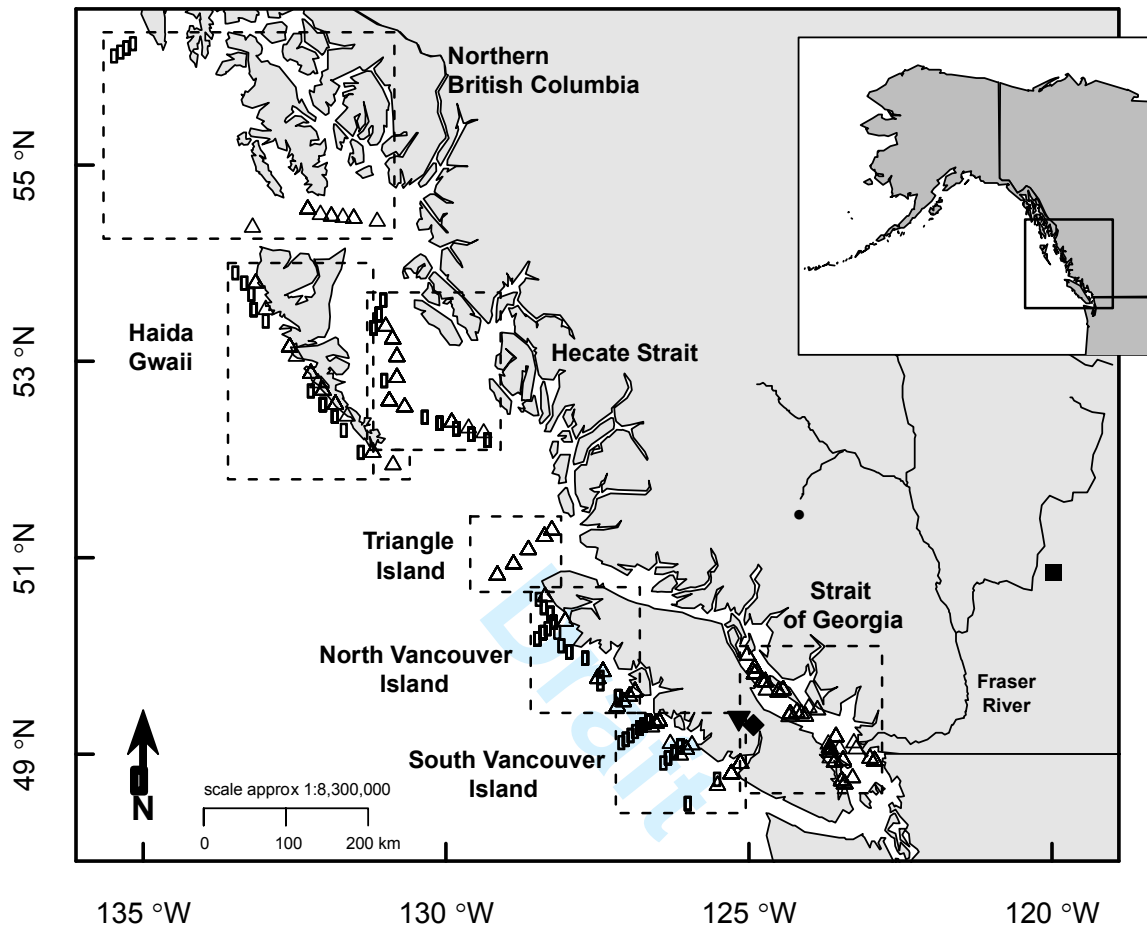 Northern
British Columbia
55 °N
Haida
Gwaii
53 °N
Hecate Strait
Triangle
Island
51 °N
Strait
of Georgia
North Vancouver
Island
Fraser
River
South Vancouver
Island
49 °N
N
scale approx 1:8,300,000
0 100 200 km
Draft
135 °W 130 °W 125 °W 120 °W